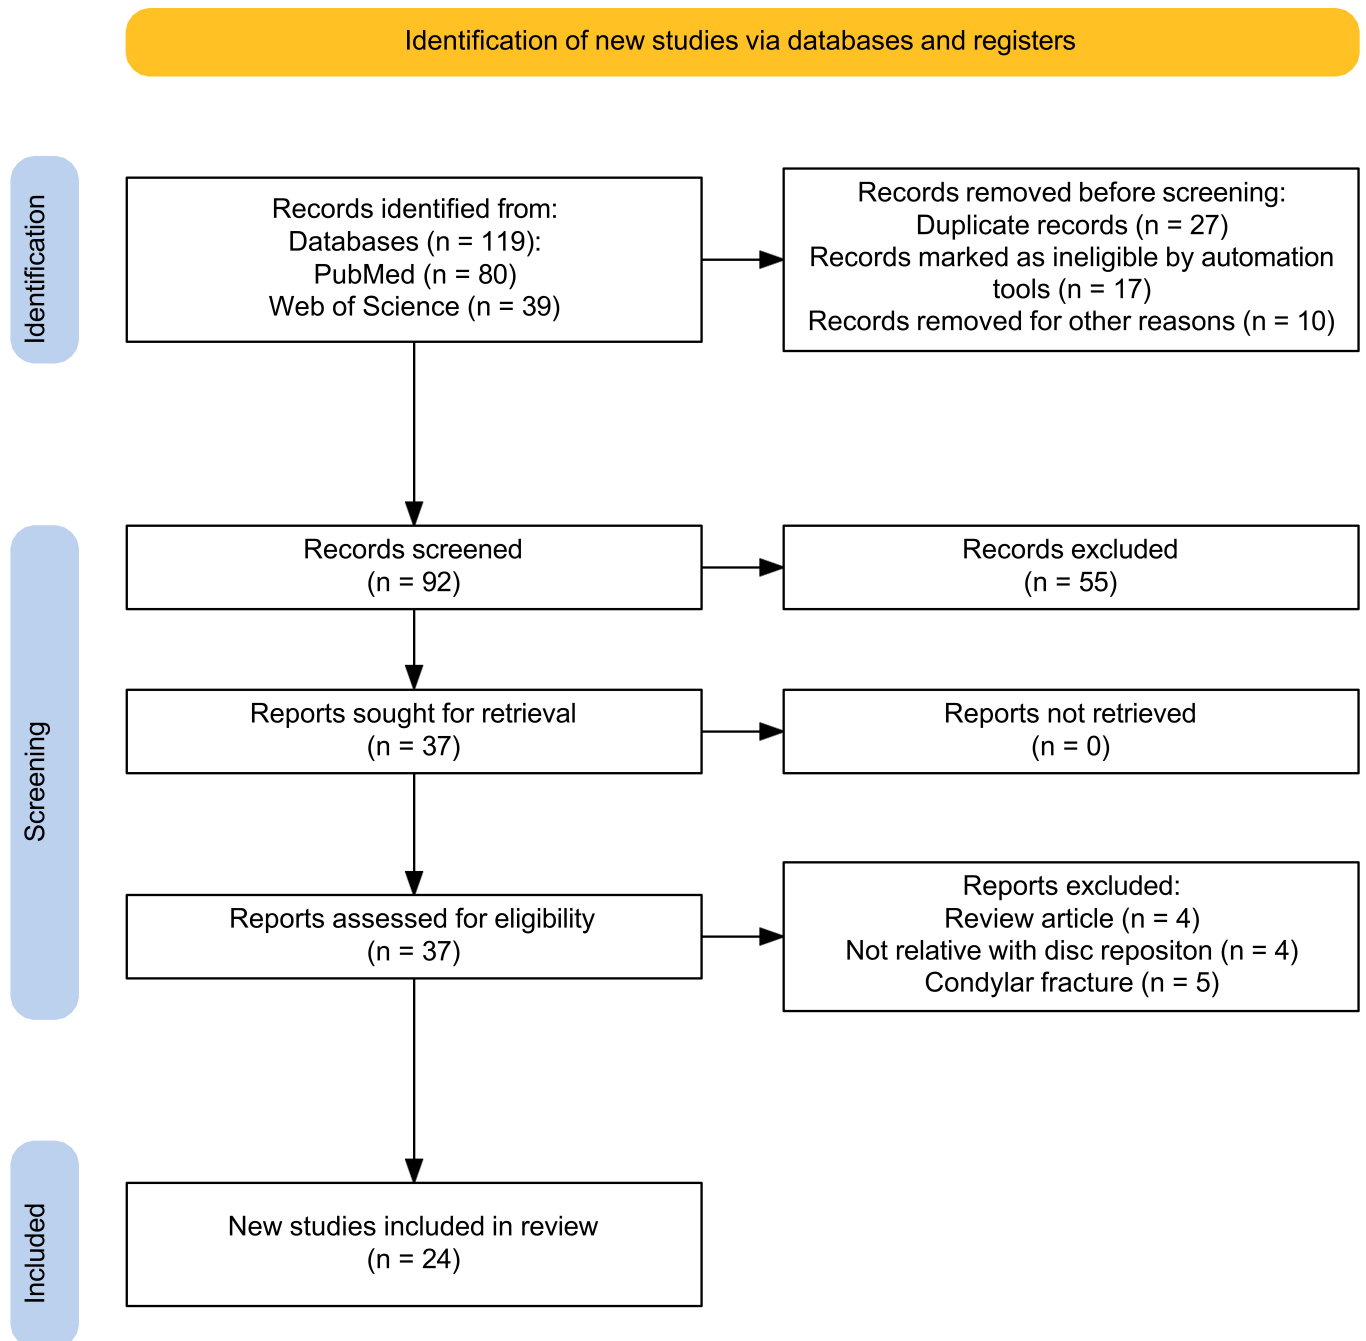 Identification of new studies via databases and registers
Identification
Records identified from:
Databases (n = 119):
PubMed (n = 80)
Web of Science (n = 39)
Records removed before screening:
Duplicate records (n = 27)
Records marked as ineligible by automation
tools (n = 17)
Records removed for other reasons (n = 10)
Screening
Records screened
(n = 92)
Records excluded
(n = 55)
Reports sought for retrieval
(n = 37)
Reports not retrieved
(n = 0)
Reports assessed for eligibility
(n = 37)
Reports excluded:
Review article (n = 4)
Not relative with disc repositon (n = 4)
Condylar fracture (n = 5)
Included
New studies included in review
(n = 24)